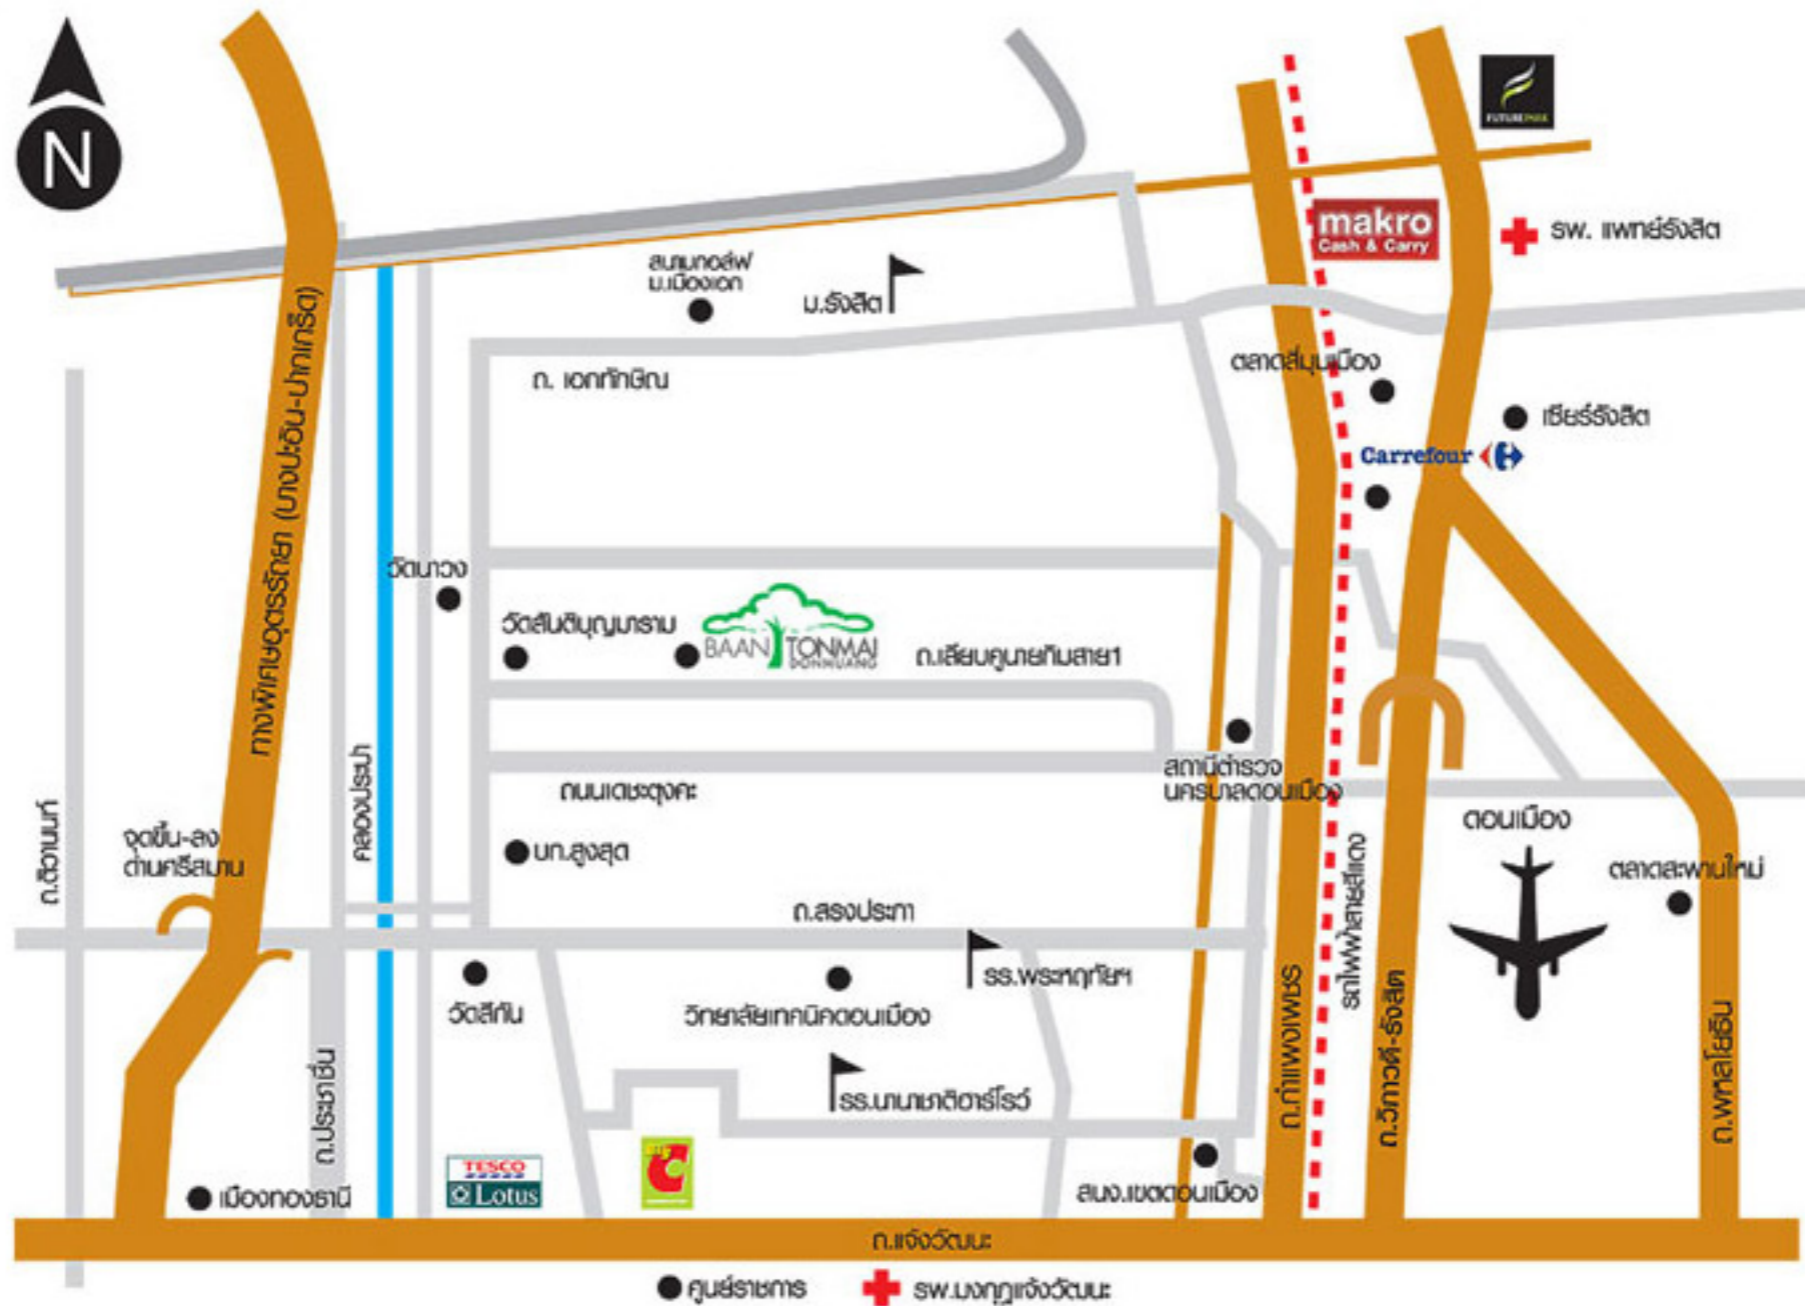 N
FUTUREPARK
makro
Cash & Carry
รพ. แพทย์รังสิต
สนามกอล์ฟ
ม.เมืองเอก
ม.รังสิต
ถ. เอกทักษิณ
ตลาดสี่มุมเมือง
เซียร์รังสิต
Carrefour
ทางพิเศษอุดรรัถยา (บางปะอิน-ปากเกร็ด)
วัดนาวง
วัดสันติบุญมาราม
BAAN TONMAI
DONMUANG
ถ.เลียบคูนายกิมสาย1
สถานีตำรวจ
นครบาลดอนเมือง
ถนนเดชะตุงคะ
คลองประปา
ถ.ติวานนท์
จุดขึ้น-ลง
ด่านศรีสมาน
บก.สูงสุด
ดอนเมือง
ตลาดสะพานใหม่
ถ.สรงประภา
รร.พระหฤทัยฯ
รถไฟฟ้าสายสีแดง
วัดสีกัน
วิทยาลัยเทคนิคดอนเมือง
ถ.กำแพงเพชร
ถ.วิภาวดี-รังสิต
ถ.พหลโยธิน
ถ.ประชาชื่น
รร.นานาชาติฮาร์โรว์
TESCO
Lotus
Big C
เมืองทองธานี
สนง.เขตดอนเมือง
ถ.แจ้งวัฒนะ
ศูนย์ราชการ
รพ.มงกุฎแจ้งวัฒนะ